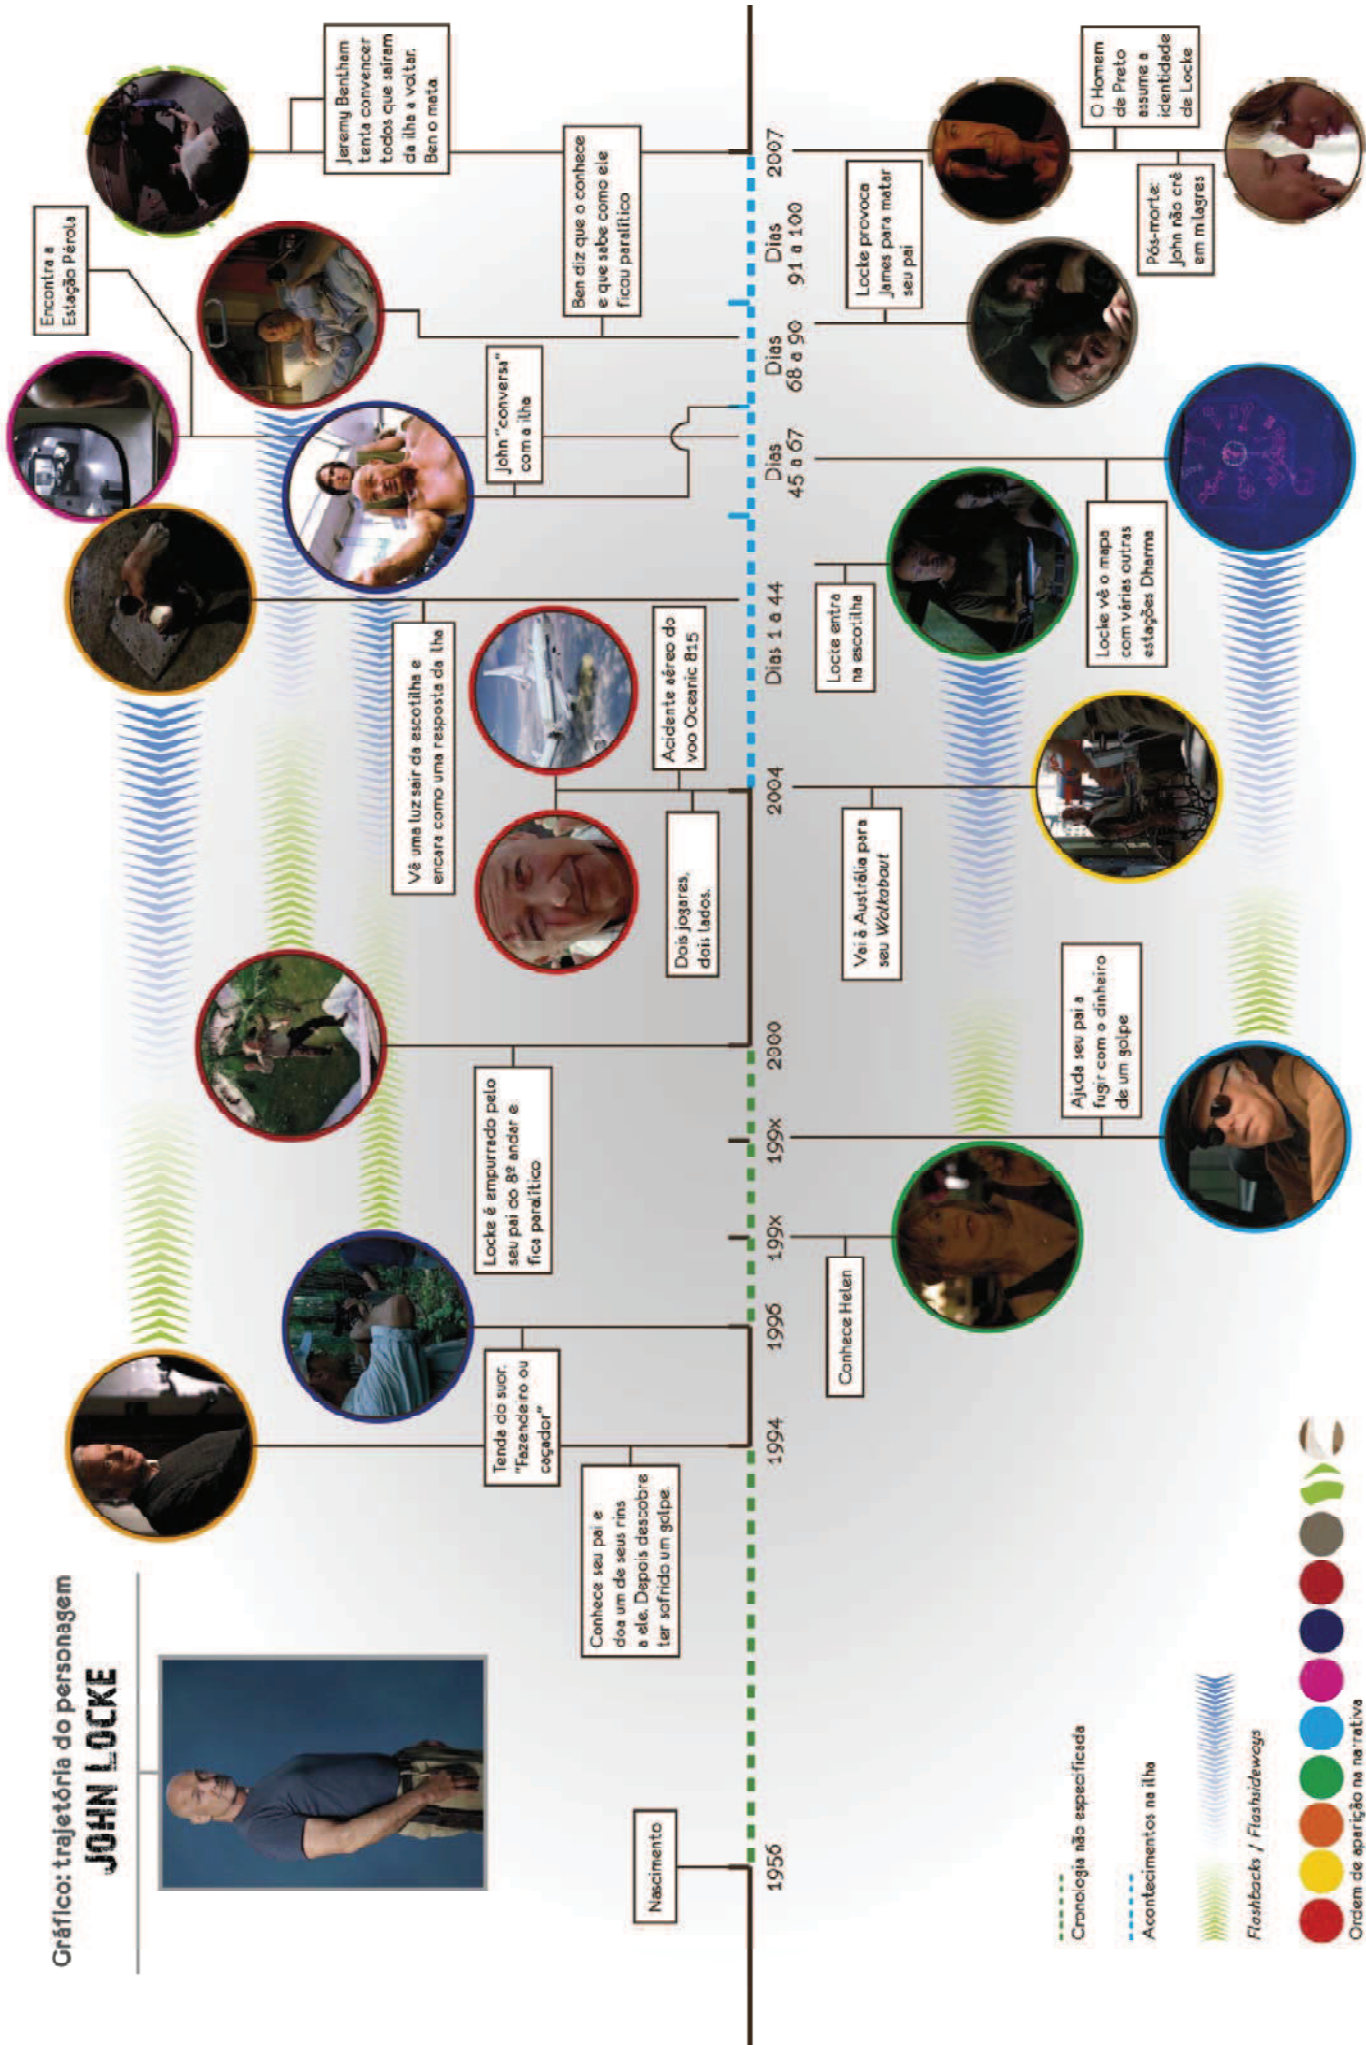 Gráfico: trajetória do personagem
JOHN LOCKE
Nascimento
1956
Conhece seu pai e
doa um de seus rins
a ele. Depois descobre
ter sofrido um golpe.
1994
Tenda do suor.
"Fazendeiro ou
caçador"
1996
Conhece Helen
199x
Ajuda seu pai a
fugir com o dinheiro
de um golpe
199x
Locke é empurrado pelo
seu pai do 8º andar e
fica paralítico
2000
Dois jogares,
dois lados.
Acidente aéreo do
voo Oceanic 815
2004
Vai à Austrália para
seu Walkabout
Vê uma luz sair da escotilha e
encara como uma resposta da Ilha
Dias 1 a 44
Locke entra
na escotilha
John "conversa"
com a ilha
Encontra a
Estação Pérola
Dias
45 a 67
Locke vê o mapa
com várias outras
estações Dharma
Ben diz que o conhece
e que sabe como ele
ficou paralítico
Dias
68 a 90
Locke provoca
James para matar
seu pai
Dias
91 a 100
Jeremy Bentham
tenta convencer
todos que saíram
da ilha a voltar.
Ben o mata.
2007
O Homem
de Preto
assume a
identidade
de Locke
Pós-morte:
John não crê
em milagres
Cronologia não especificada
Acontecimentos na ilha
Flashbacks / Flashsideways
Ordem de aparição na narrativa